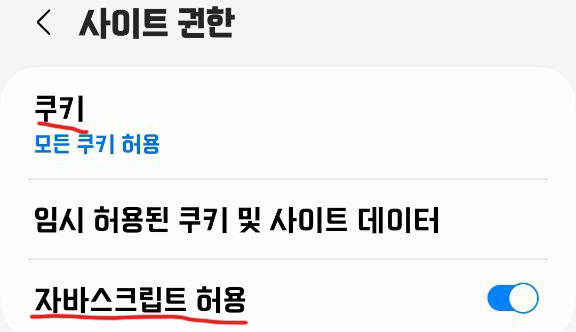 사이트 권한
쿠키
모든 쿠키 허용
임시 허용된 쿠키 및 사이트 데이터
자바스크립트 허용